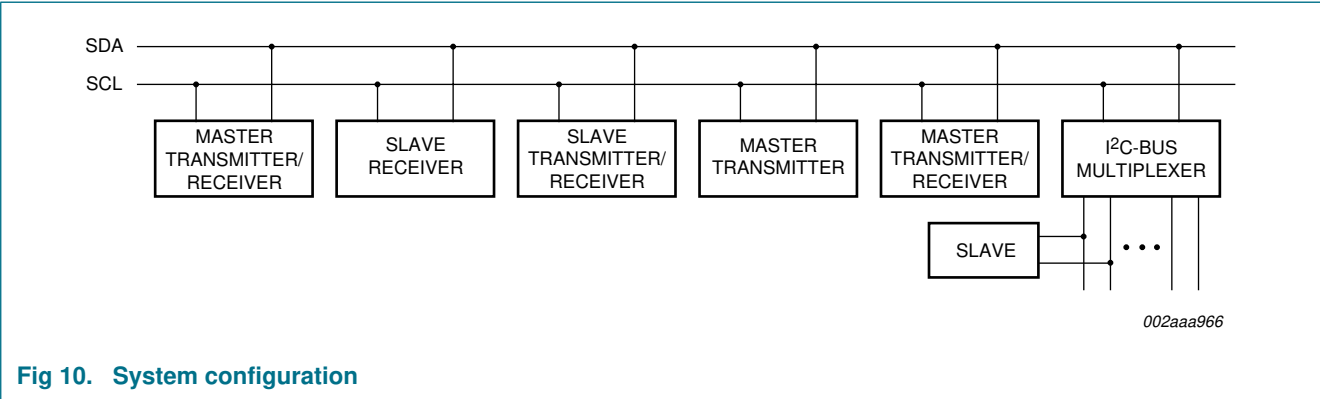 SDA
SCL
MASTER
TRANSMITTER/
RECEIVER
SLAVE
RECEIVER
SLAVE
TRANSMITTER/
RECEIVER
MASTER
TRANSMITTER
MASTER
TRANSMITTER/
RECEIVER
I²C-BUS
MULTIPLEXER
SLAVE
002aaa966
Fig 10. System configuration